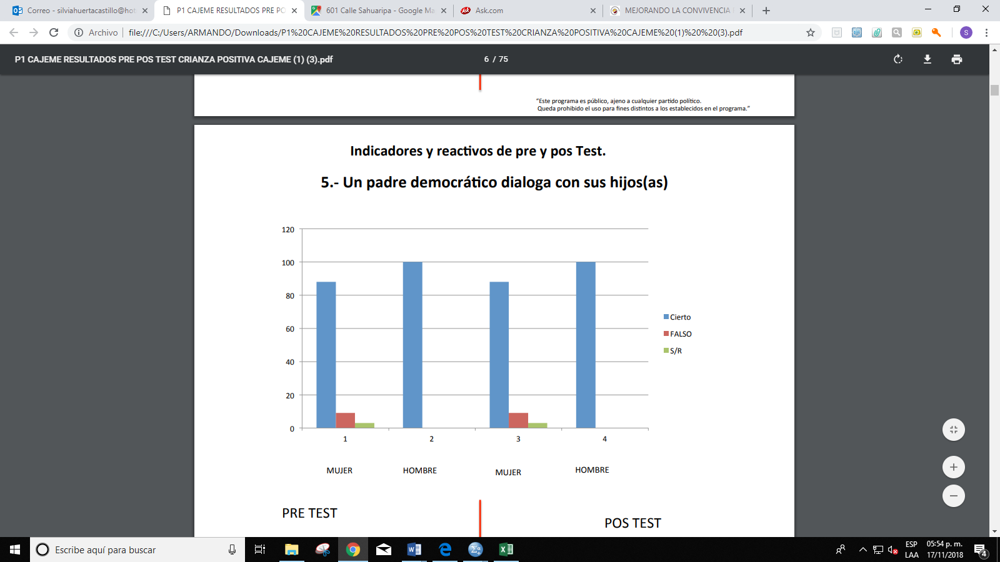 Correo - silviahuertacastillo@hot
P1 CAJEME RESULTADOS PRE PO
601 Calle Sahuaripa - Google Ma
Ask.com
MEJORANDO LA CONVIVENCIA
Archivo
file:///C:/Users/ARMANDO/Downloads/P1%20CAJEME%20RESULTADOS%20PRE%20POS%20TEST%20CRIANZA%20POSITIVA%20CAJEME%20(1)%20%20(3).pdf
S
P1 CAJEME RESULTADOS PRE POS TEST CRIANZA POSITIVA CAJEME (1) (3).pdf
6 / 75
“Este programa es público, ajeno a cualquier partido político.
Queda prohibido el uso para fines distintos a los establecidos en el programa.”
Indicadores y reactivos de pre y pos Test.
5.- Un padre democrático dialoga con sus hijos(as)
120
100
80
60
40
20
0
1
2
3
4
Cierto
FALSO
S/R
MUJER
HOMBRE
MUJER
HOMBRE
PRE TEST
POS TEST
Escribe aquí para buscar
ESP
LAA
05:54 p. m.
17/11/2018
4